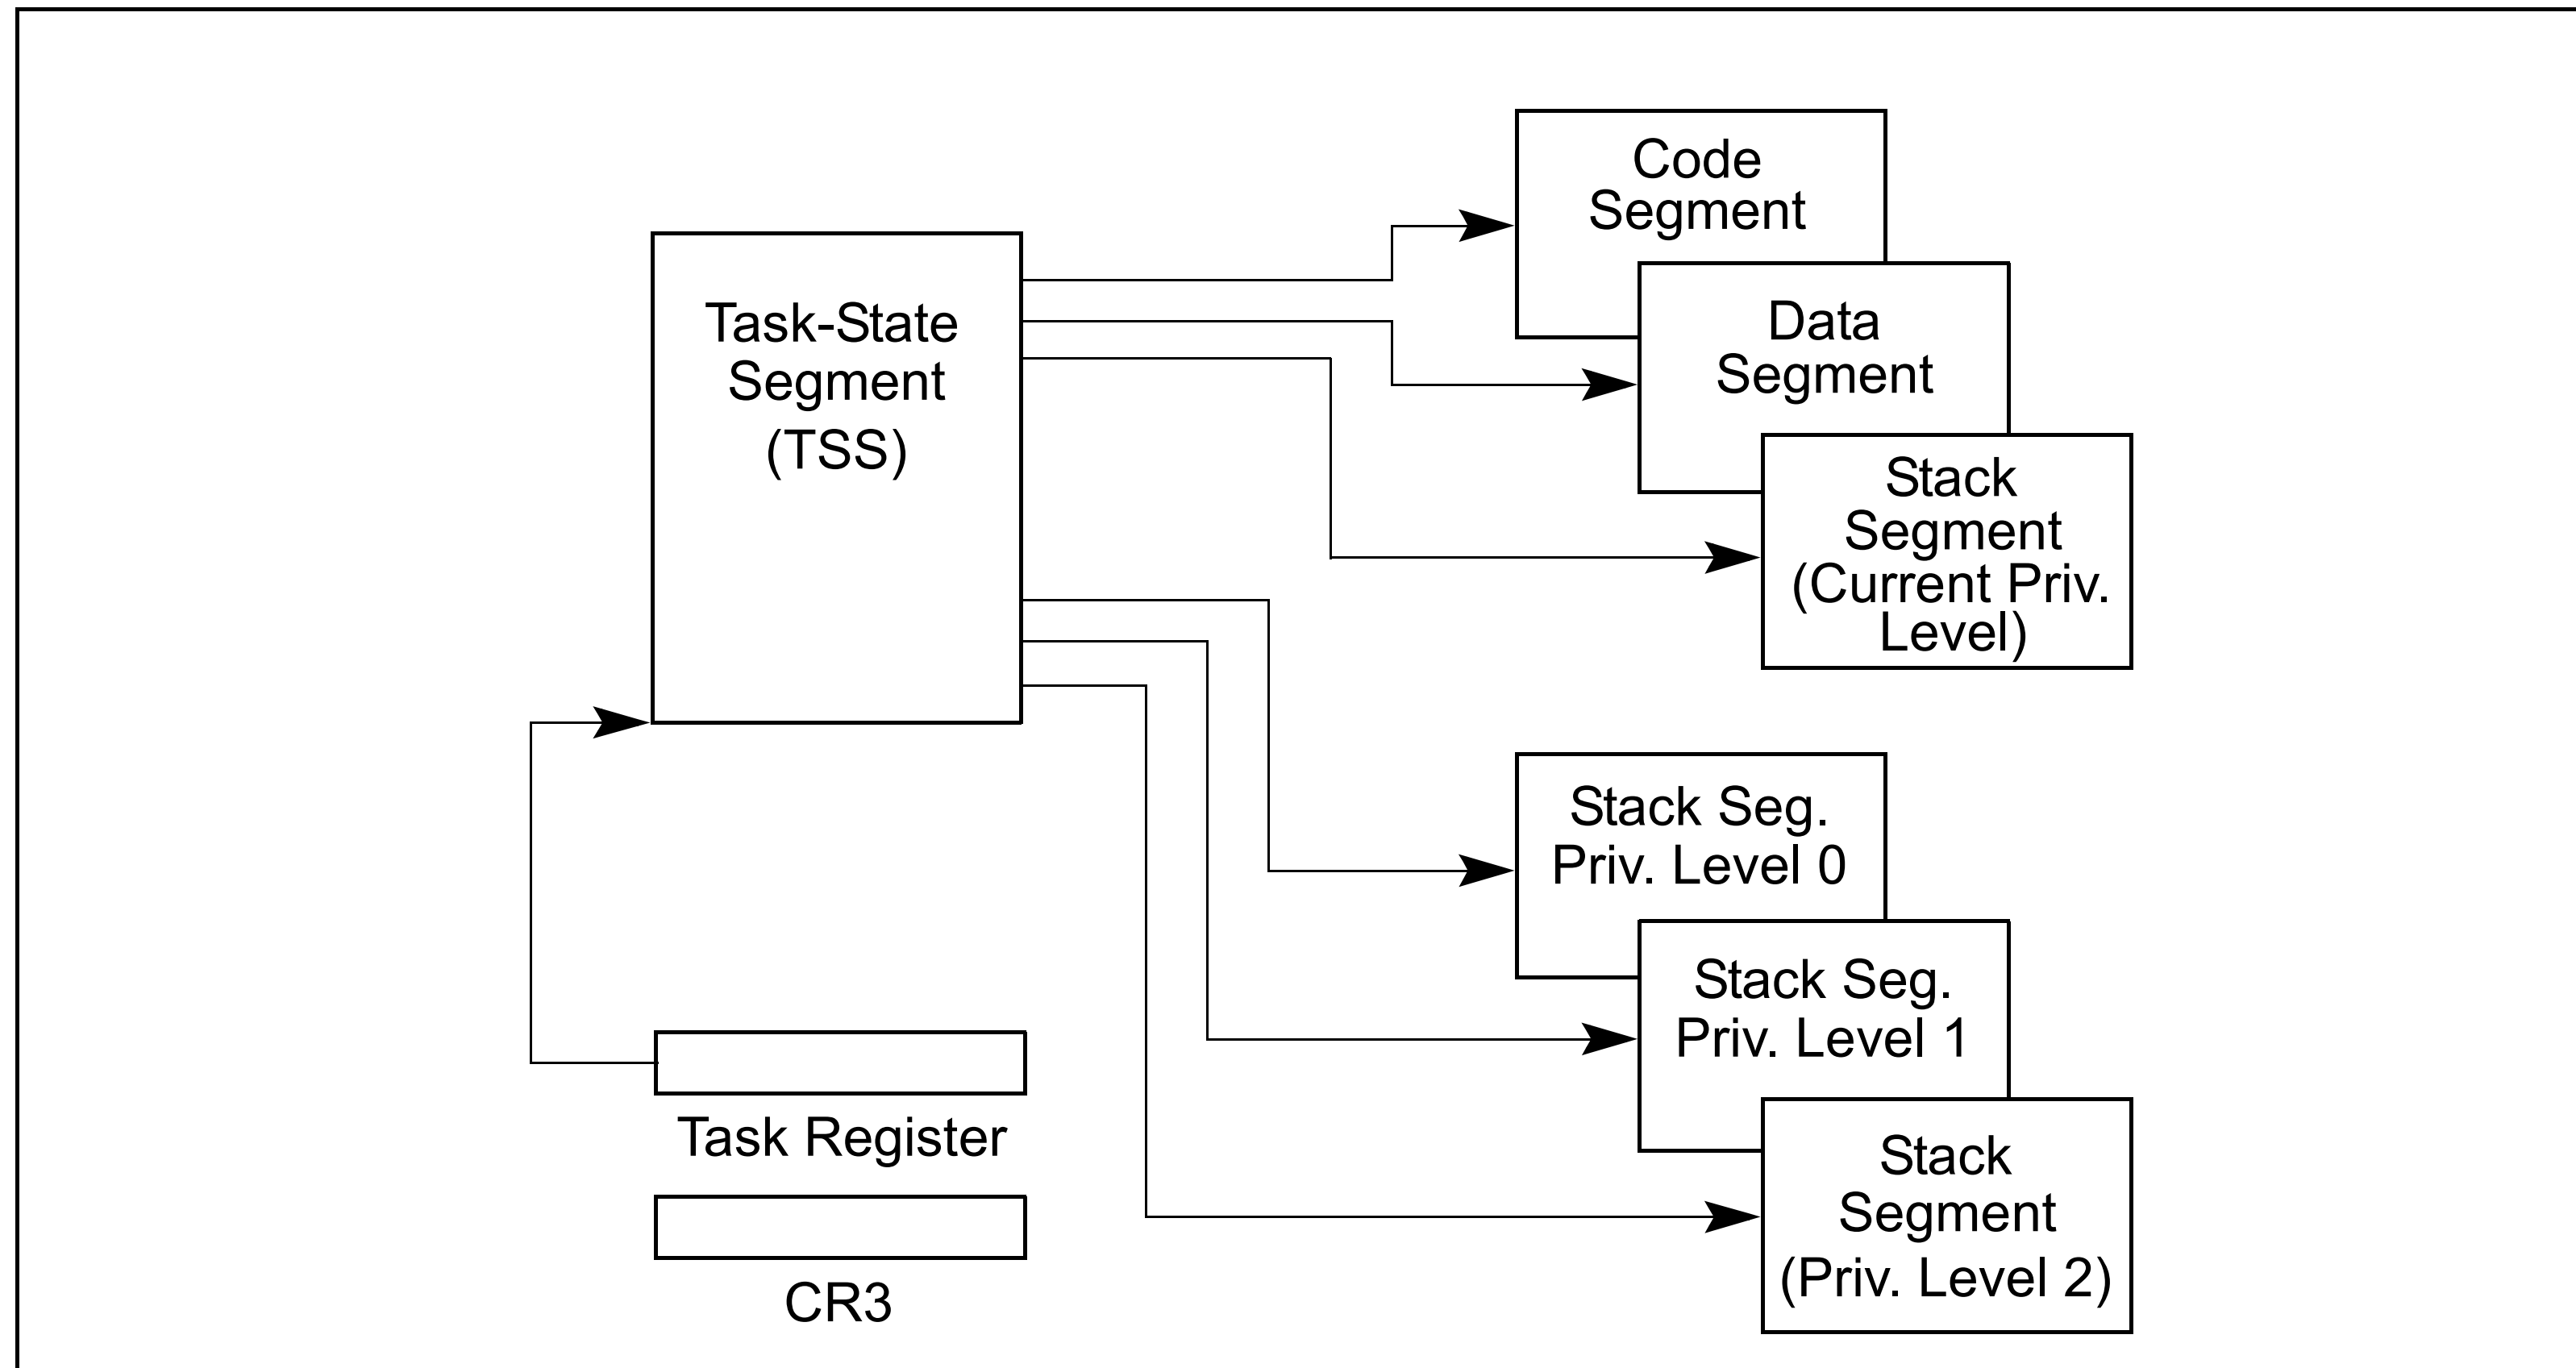 Code
Segment
Task-State
Segment
(TSS)
Data
Segment
Stack
Segment
(Current Priv.
Level)
Stack Seg.
Priv. Level 0
Stack Seg.
Priv. Level 1
Task Register
Stack
Segment
(Priv. Level 2)
CR3